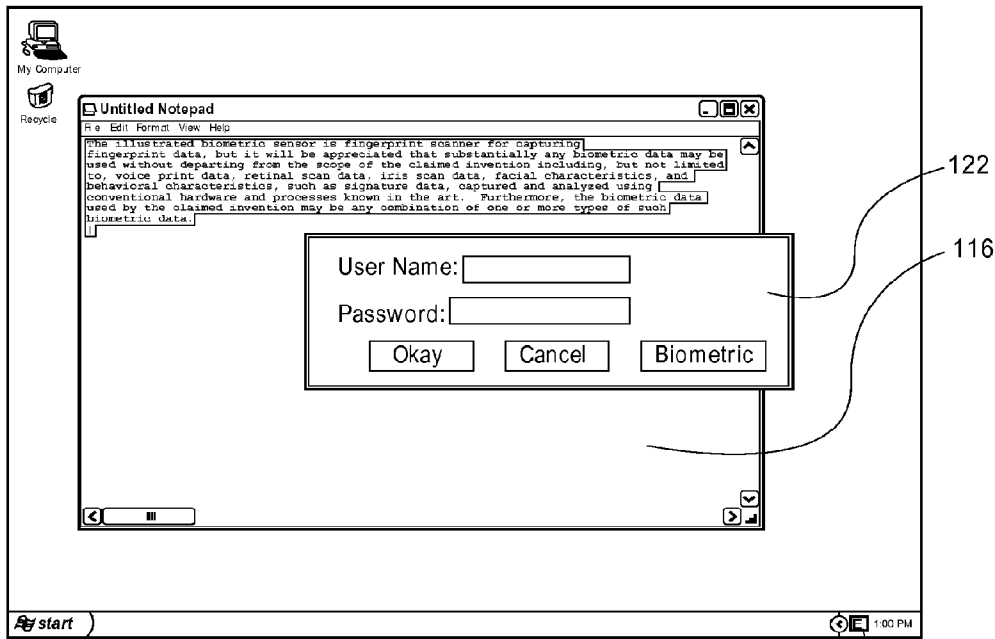 My Computer
Recycle
Untitled Notepad
File Edit Format View Help
The illustrated biometric sensor is fingerprint scanner for capturing
fingerprint data, but it will be appreciated that substantially any biometric data may be
used without departing from the scope of the claimed invention including, but not limited
to, voice print data, retinal scan data, iris scan data, facial characteristics, and
behavioral characteristics, such as signature data, captured and analyzed using
conventional hardware and processes known in the art. Furthermore, the biometric data
used by the claimed invention may be any combination of one or more types of such
biometric data.
122
116
User Name:
Password:
Okay Cancel Biometric
start
E
1:00 PM